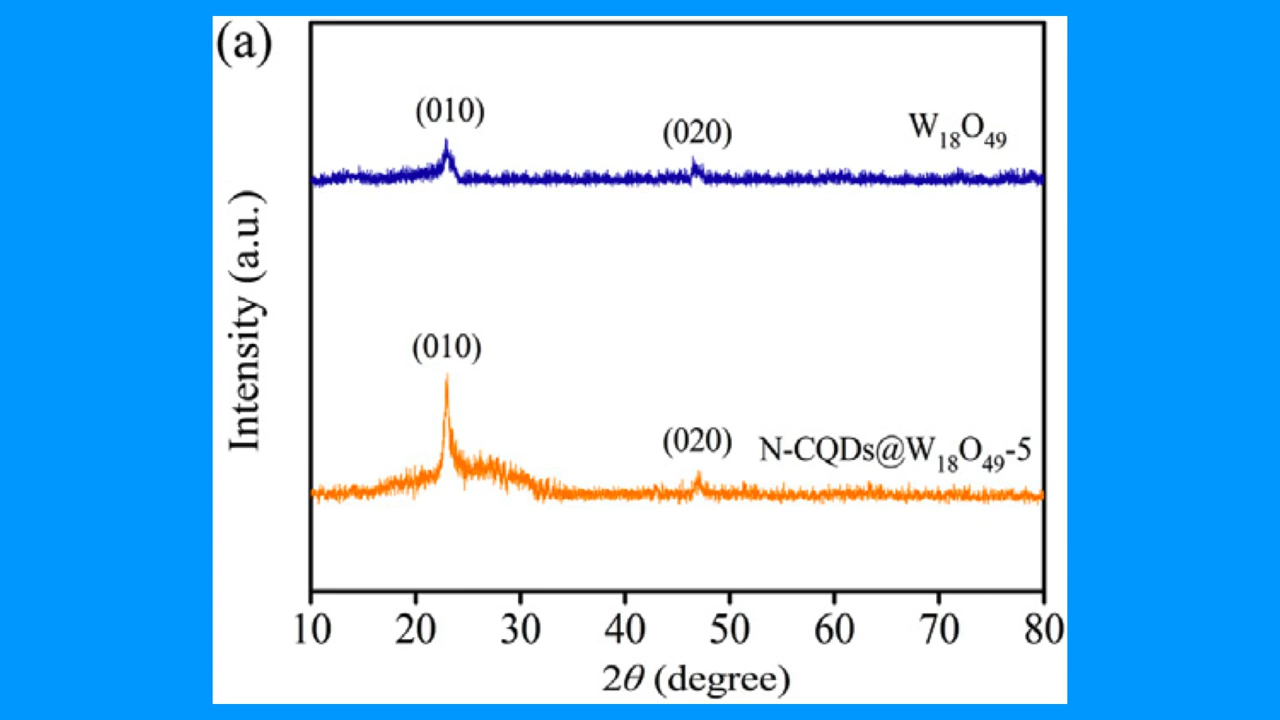 (a)
(010)
(020)
W₁₈O₄₉
Intensity (a.u.)
(010)
(020)
N-CQDs@W₁₈O₄₉-5
10 20 30 40 50 60 70 80
2θ (degree)